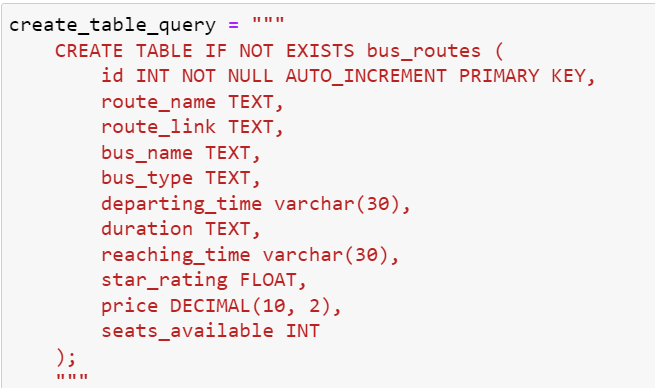 create_table_query = """
    CREATE TABLE IF NOT EXISTS bus_routes (
        id INT NOT NULL AUTO_INCREMENT PRIMARY KEY,
        route_name TEXT,
        route_link TEXT,
        bus_name TEXT,
        bus_type TEXT,
        departing_time varchar(30),
        duration TEXT,
        reaching_time varchar(30),
        star_rating FLOAT,
        price DECIMAL(10, 2),
        seats_available INT
    );
    """